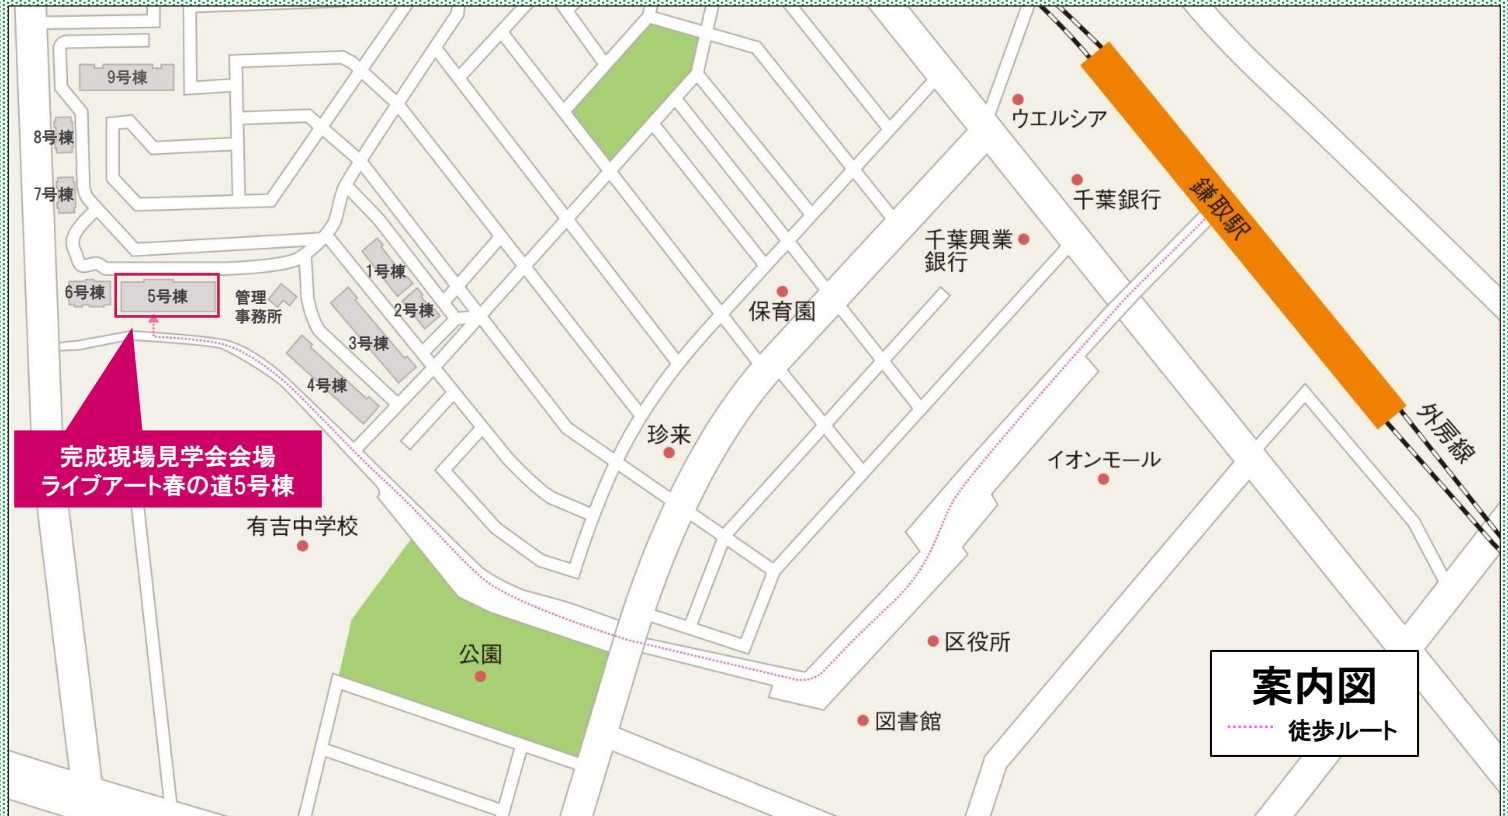 9号棟
8号棟
7号棟
6号棟
5号棟
管理
事務所
1号棟
2号棟
3号棟
4号棟
完成現場見学会会場
ライブアート春の道5号棟
有吉中学校
公園
珍来
保育園
ウエルシア
千葉銀行
千葉興業
銀行
鎌取駅
外房線
イオンモール
区役所
図書館
案内図
徒歩ルート